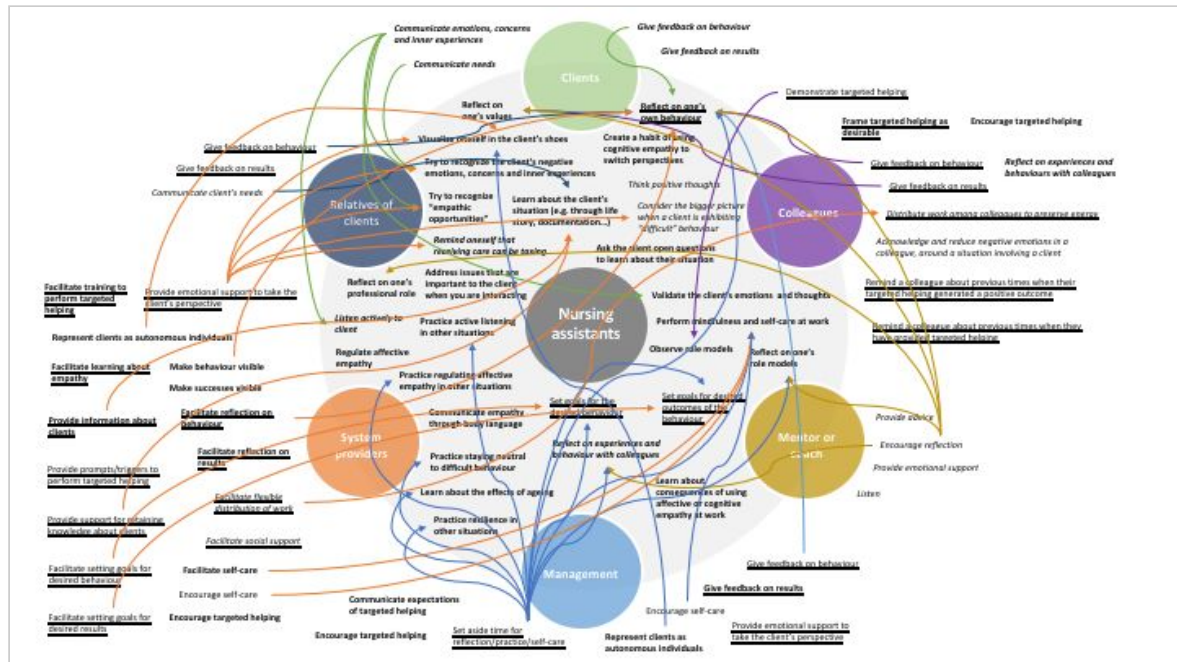 Communicate emotions, concerns
and inner experiences
Communicate needs
Clients
Give feedback on behaviour
Give feedback on results
Reflect on
one's values
Reflect on one's
own behaviour
Visualise oneself in the client's shoes
Create a habit of using
cognitive empathy to
switch perspectives
Try to recognize the client's negative
emotions, concerns and inner experiences
Think positive thoughts
Try to recognize
"empathic
opportunities"
Learn about the client's
situation (e.g. through life
story, documentation...)
Consider the bigger picture
when a client is exhibiting
"difficult" behaviour
Remind oneself that
receiving care can be taxing
Ask the client open questions
to learn about their situation
Reflect on one's
professional role
Address issues that are
important to the client
when you are interacting
Nursing
assistants
Validate the client's emotions and thoughts
Listen actively to
client
Practice active listening
in other situations
Perform mindfulness and self-care at work
Regulate affective
empathy
Observe role models
Reflect on one's
role models
Practice regulating affective
empathy in other situations
Communicate empathy
through body language
Set goals for the
desired behaviour
Set goals for desired
outcomes of the
behaviour
Reflect on experiences and
behaviour with colleagues
Practice staying neutral
to difficult behaviour
Learn about the effects of ageing
Learn about
consequences of using
affective or cognitive
empathy at work
Practice resilience in
other situations
Relatives of
clients
Give feedback on behaviour
Give feedback on results
Communicate client's needs
Colleagues
Demonstrate targeted helping
Frame targeted helping as
desirable
Encourage targeted helping
Give feedback on behaviour
Reflect on experiences and
behaviours with colleagues
Give feedback on results
Distribute work among colleagues to preserve energy
Acknowledge and reduce negative emotions in a
colleague, around a situation involving a client
Remind a colleague about previous times when their
targeted helping generated a positive outcome
Remind a colleague about previous times when they
have provided targeted helping
System
providers
Facilitate training to
perform targeted
helping
Provide emotional support to take the
client's perspective
Represent clients as autonomous individuals
Facilitate learning about
empathy
Make behaviour visible
Make successes visible
Provide information about
clients
Facilitate reflection on
behaviour
Facilitate reflection on
results
Provide prompts/triggers to
perform targeted helping
Facilitate flexible
distribution of work
Provide support for retaining
knowledge about clients
Facilitate social support
Facilitate setting goals for
desired behaviour
Facilitate self-care
Encourage self-care
Facilitate setting goals for
desired results
Encourage targeted helping
Mentor or
coach
Provide advice
Encourage reflection
Provide emotional support
Listen
Management
Communicate expectations
of targeted helping
Encourage targeted helping
Set aside time for
reflection/practice/self-care
Represent clients as
autonomous individuals
Encourage self-care
Give feedback on behaviour
Give feedback on results
Provide emotional support to
take the client's perspective